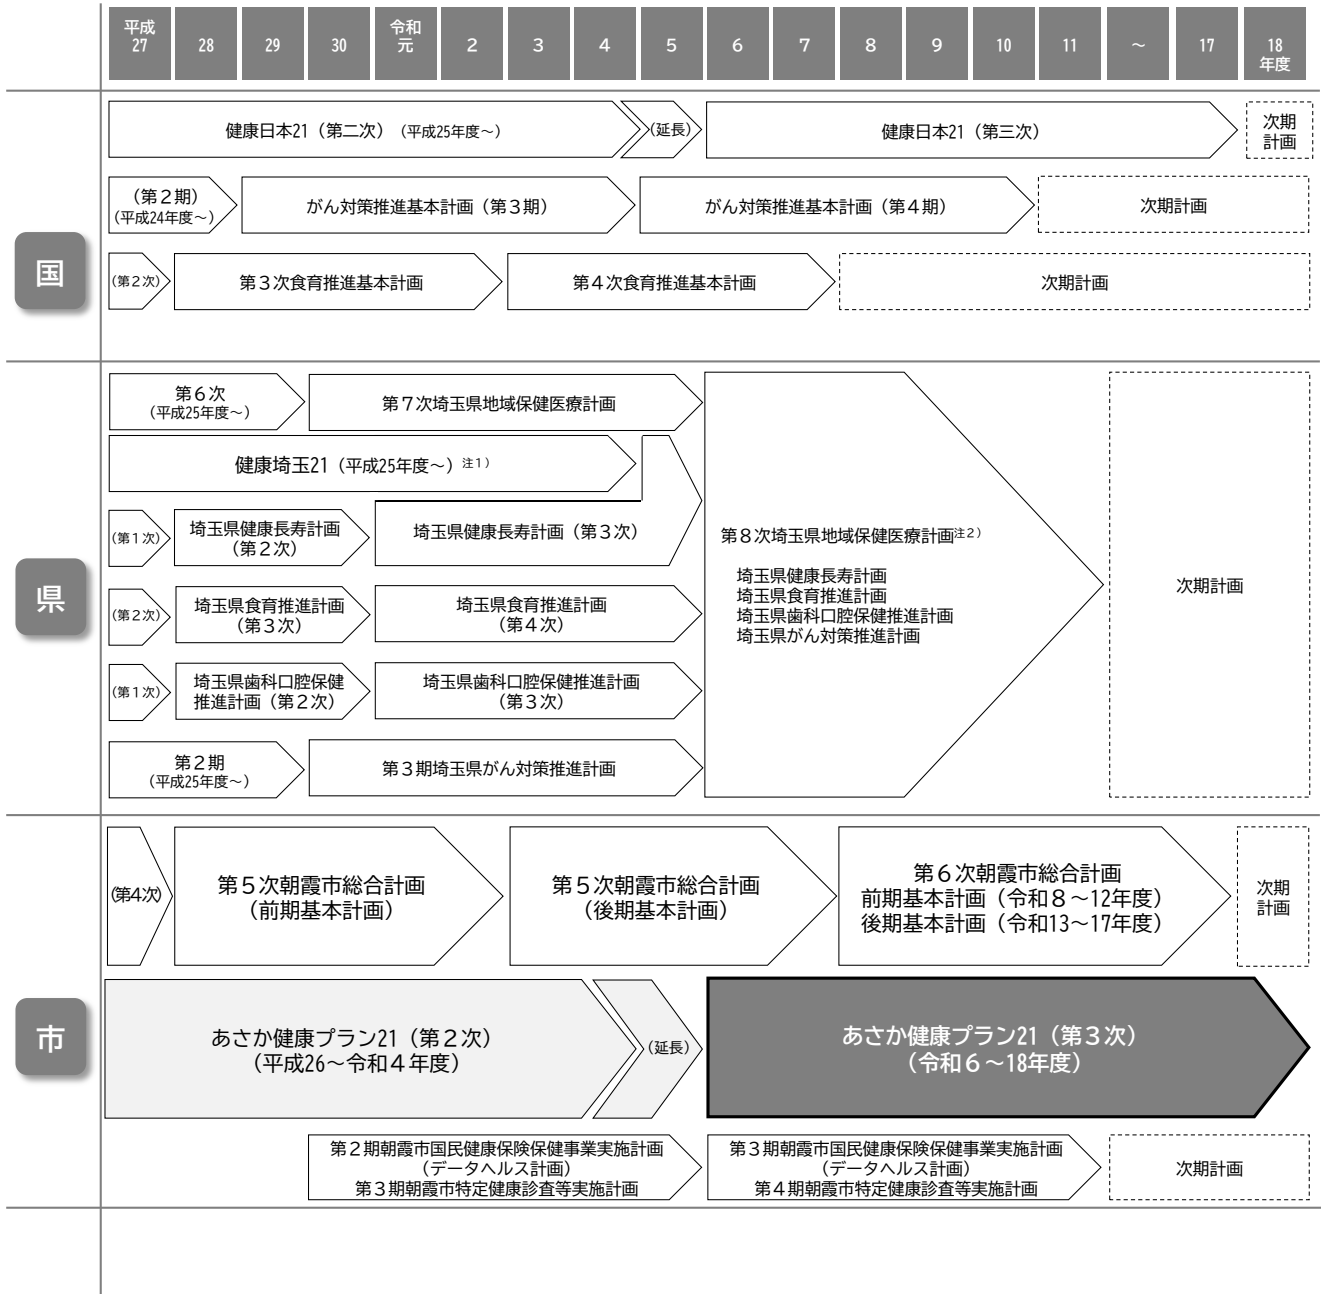 平成
27
28
29
30
令和
元
2
3
4
5
6
7
8
9
10
11
～
17
18
年度
国
健康日本21（第二次）（平成25年度～）
（延長）
健康日本21（第三次）
次期
計画
（第２期）
（平成24年度～）
がん対策推進基本計画（第３期）
がん対策推進基本計画（第４期）
次期計画
（第２次）
第３次食育推進基本計画
第４次食育推進基本計画
次期計画
県
第６次
（平成25年度～）
第７次埼玉県地域保健医療計画
健康埼玉21（平成25年度～）注１）
（第１次）
埼玉県健康長寿計画
（第２次）
埼玉県健康長寿計画（第３次）
（第２次）
埼玉県食育推進計画
（第３次）
埼玉県食育推進計画
（第４次）
（第１次）
埼玉県歯科口腔保健
推進計画（第２次）
埼玉県歯科口腔保健推進計画
（第３次）
第２期
（平成25年度～）
第３期埼玉県がん対策推進計画
第８次埼玉県地域保健医療計画注２）
埼玉県健康長寿計画
埼玉県食育推進計画
埼玉県歯科口腔保健推進計画
埼玉県がん対策推進計画
次期計画
市
（第4次）
第５次朝霞市総合計画
（前期基本計画）
第５次朝霞市総合計画
（後期基本計画）
第６次朝霞市総合計画
前期基本計画（令和８～12年度）
後期基本計画（令和13～17年度）
次期
計画
あさか健康プラン21（第２次）
（平成26～令和４年度）
（延長）
あさか健康プラン21（第３次）
（令和６～18年度）
第２期朝霞市国民健康保険保健事業実施計画
（データヘルス計画）
第３期朝霞市特定健康診査等実施計画
第３期朝霞市国民健康保険保健事業実施計画
（データヘルス計画）
第４期朝霞市特定健康診査等実施計画
次期計画